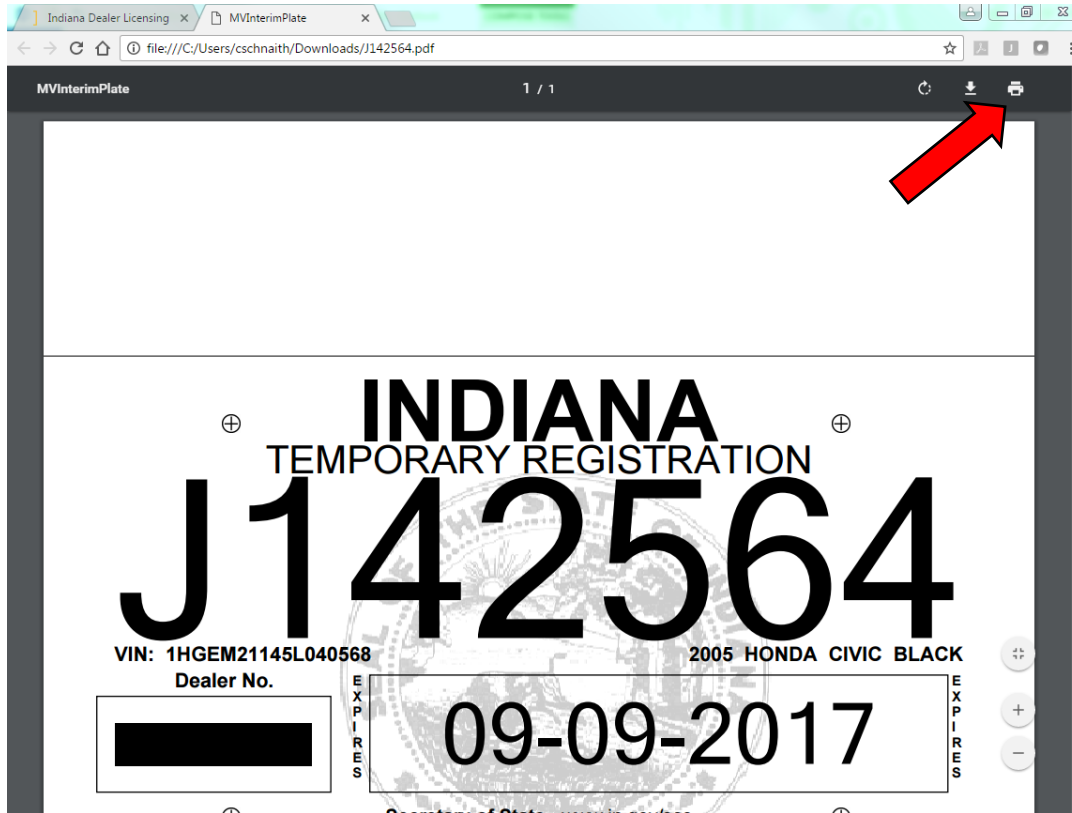 Indiana Dealer Licensing
MVInterimPlate
file:///C:/Users/cschnaith/Downloads/J142564.pdf
MVInterimPlate
1 / 1
INDIANA
TEMPORARY REGISTRATION
J142564
VIN: 1HGEM21145L040568
2005 HONDA CIVIC BLACK
Dealer No.
EXPIRES
09-09-2017
EXPIRES